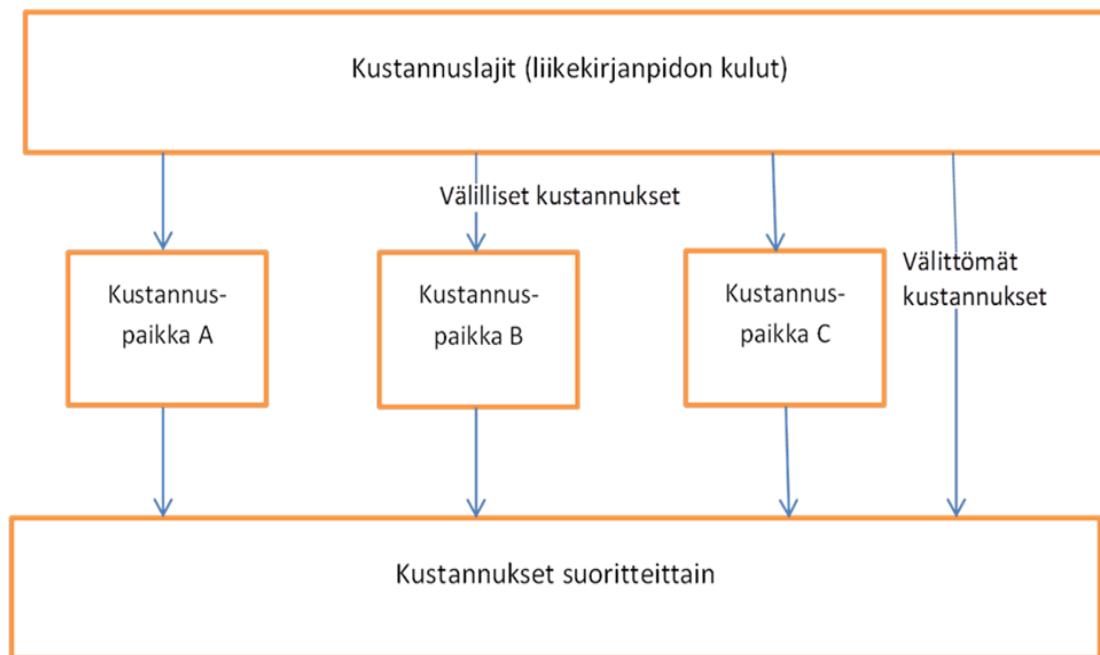 Kustannuslajit (liikekirjanpidon kulut)
Välilliset kustannukset
Välittömät
kustannukset
Kustannus-
paikka A
Kustannus-
paikka B
Kustannus-
paikka C
Kustannukset suoritteittain